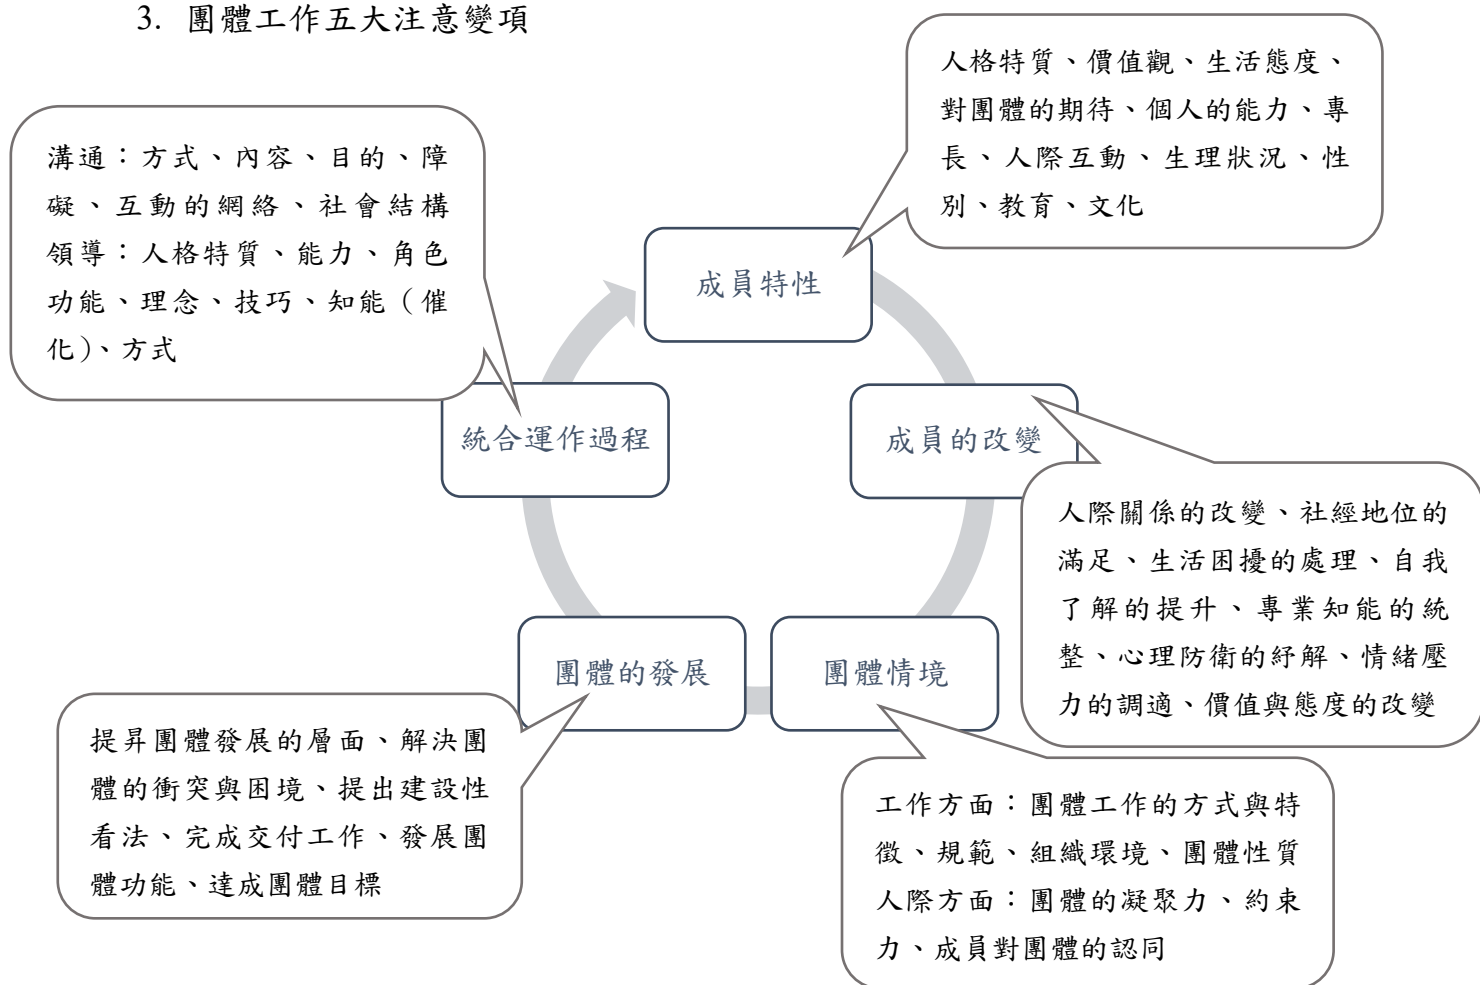 3. 團體工作五大注意變項
人格特質、價值觀、生活態度、
對團體的期待、個人的能力、專
長、人際互動、生理狀況、性
別、教育、文化
溝通：方式、內容、目的、障
礙、互動的網絡、社會結構
領導：人格特質、能力、角色
功能、理念、技巧、知能（催
化）、方式
成員特性
統合運作過程
成員的改變
人際關係的改變、社經地位的
滿足、生活困擾的處理、自我
了解的提升、專業知能的統
整、心理防衛的紓解、情緒壓
力的調適、價值與態度的改變
團體的發展
團體情境
提昇團體發展的層面、解決團
體的衝突與困境、提出建設性
看法、完成交付工作、發展團
體功能、達成團體目標
工作方面：團體工作的方式與特
徵、規範、組織環境、團體性質
人際方面：團體的凝聚力、約束
力、成員對團體的認同